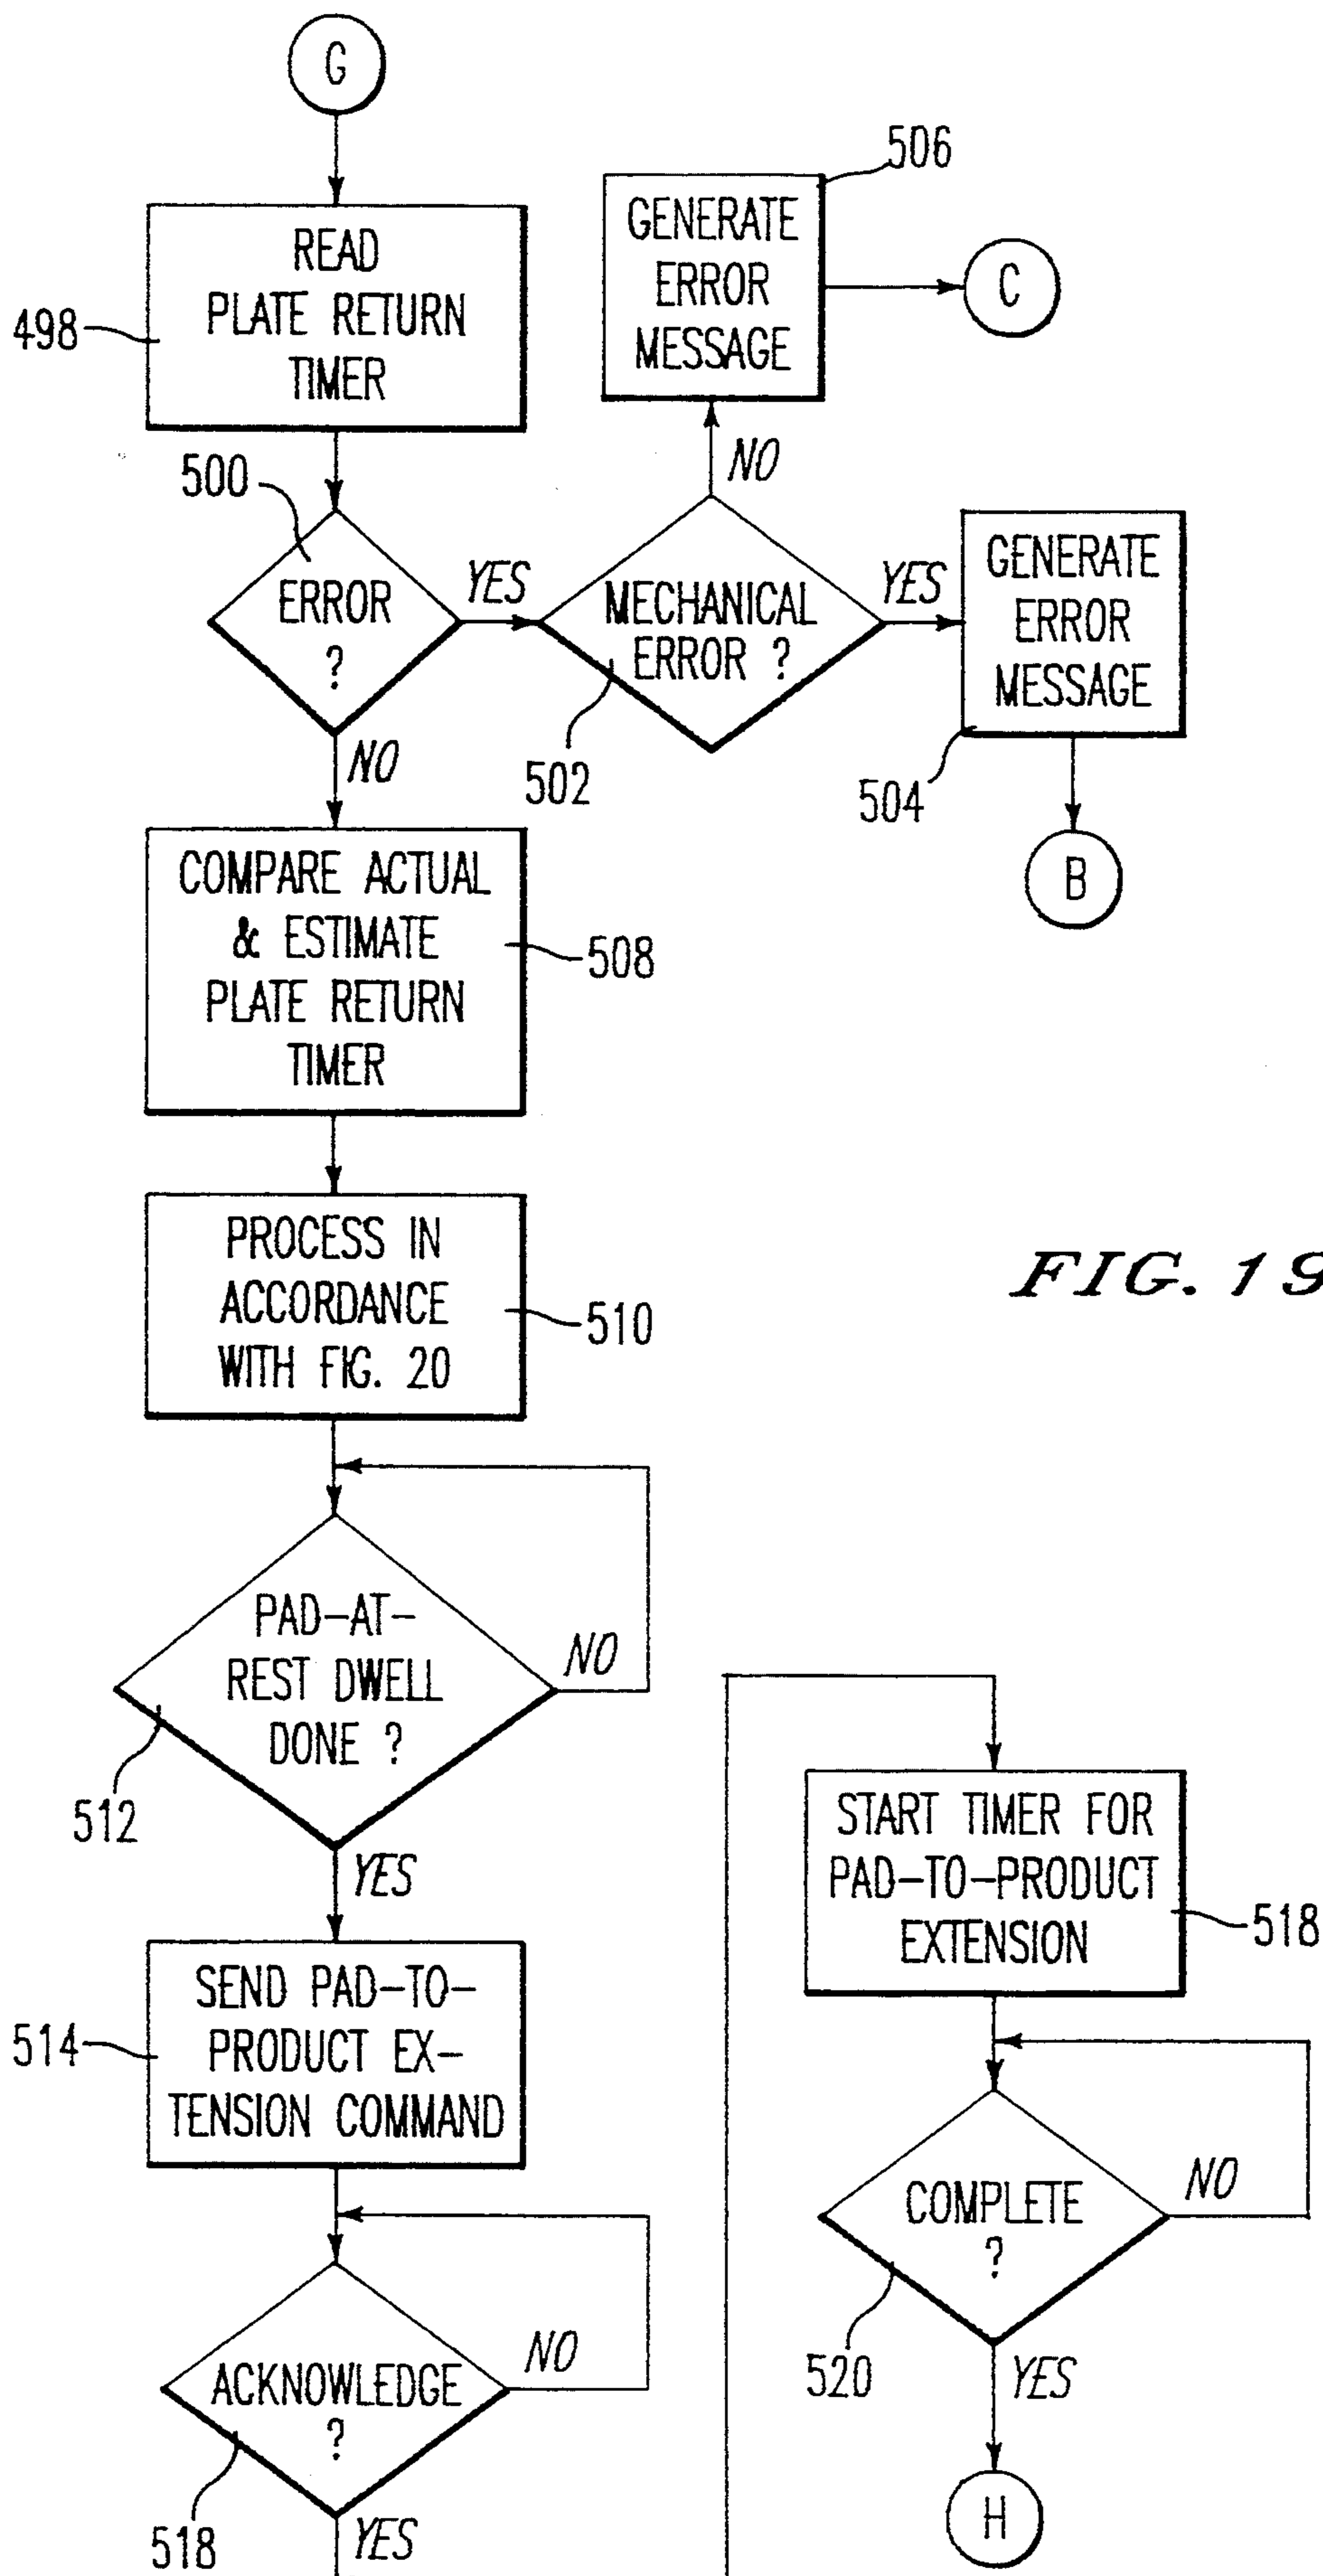 G
READ
PLATE RETURN
TIMER
498
500
ERROR
?
YES
NO
MECHANICAL
ERROR ?
502
NO
YES
GENERATE
ERROR
MESSAGE
506
C
GENERATE
ERROR
MESSAGE
504
B
COMPARE ACTUAL
& ESTIMATE
PLATE RETURN
TIMER
508
PROCESS IN
ACCORDANCE
WITH FIG. 20
510
FIG. 19
PAD-AT-
REST DWELL
DONE ?
NO
512
YES
SEND PAD-TO-
PRODUCT EX-
TENSION COMMAND
514
ACKNOWLEDGE
?
NO
518
YES
START TIMER FOR
PAD-TO-PRODUCT
EXTENSION
518
COMPLETE
?
NO
520
YES
H